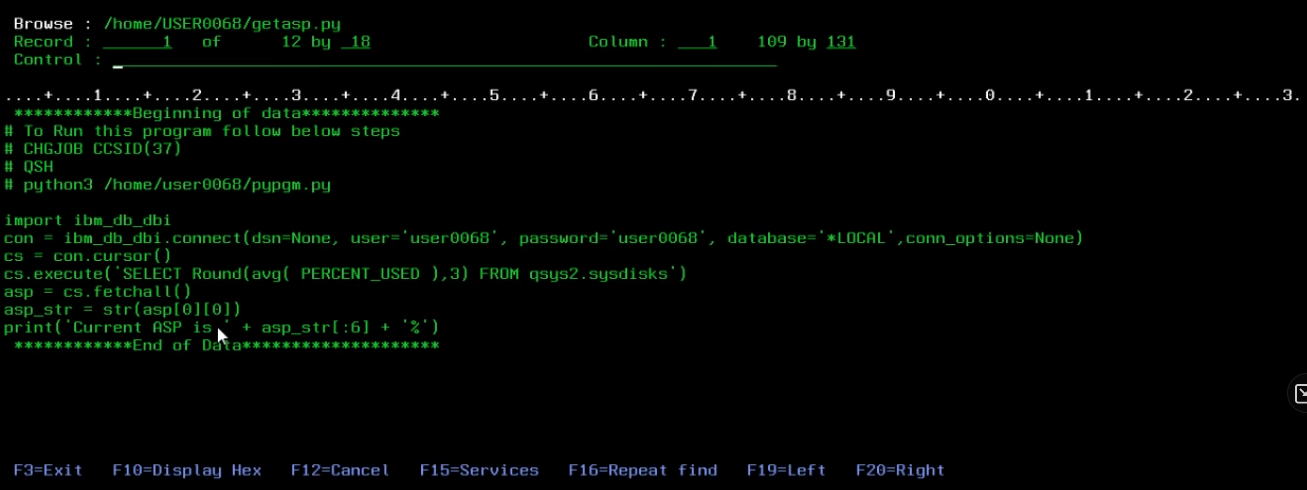 Browse : /home/USER0068/getasp.py
Record : 1 of 12 by 18 Column : 1 109 by 131
Control :
....+....1....+....2....+....3....+....4....+....5....+....6....+....7....+....8....+....9....+....0....+....1....+....2....+....3.
************Beginning of data**************
# To Run this program follow below steps
# CHGJOB CCSID(37)
# QSH
# python3 /home/user0068/pypgm.py
import ibm_db_dbi
con = ibm_db_dbi.connect(dsn=None, user='user0068', password='user0068', database='*LOCAL',conn_options=None)
cs = con.cursor()
cs.execute('SELECT Round(avg( PERCENT_USED ),3) FROM qsys2.sysdisks')
asp = cs.fetchall()
asp_str = str(asp[0][0])
print('Current ASP is ' + asp_str[:6] + '%')
************End of Data********************
F3=Exit F10=Display Hex F12=Cancel F15=Services F16=Repeat find F19=Left F20=Right